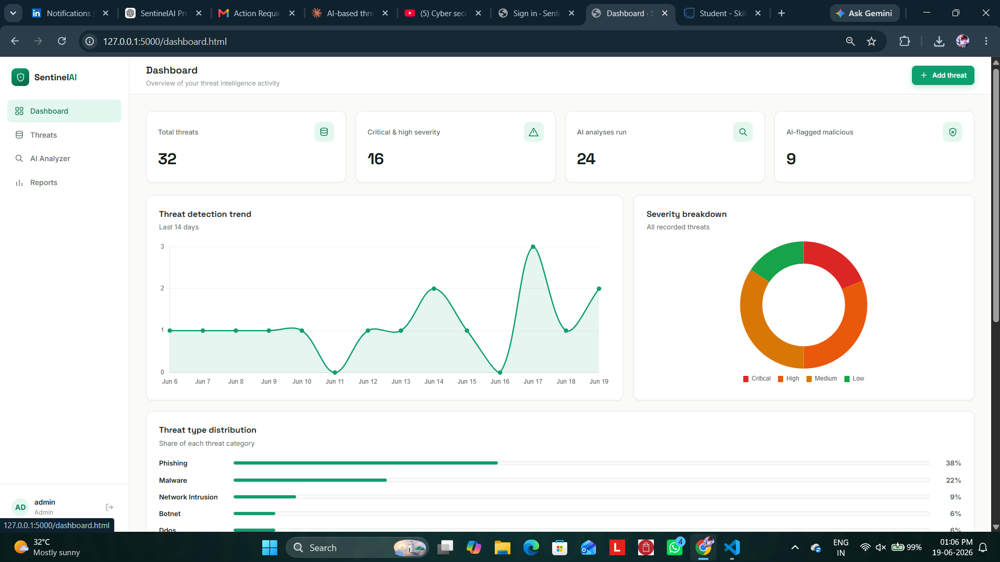 Notifications
SentinelAI Pro
Action Requir
AI-based thre
(5) Cyber secu
Sign in · Senti
Dashboard · S
Student - Skil
Ask Gemini
127.0.0.1:5000/dashboard.html
SentinelAI
Dashboard
Threats
AI Analyzer
Reports
Dashboard
Overview of your threat intelligence activity
Add threat
Total threats
32
Critical & high severity
16
AI analyses run
24
AI-flagged malicious
9
Threat detection trend
Last 14 days
3
2
1
0
Jun 6 Jun 7 Jun 8 Jun 9 Jun 10 Jun 11 Jun 12 Jun 13 Jun 14 Jun 15 Jun 16 Jun 17 Jun 18 Jun 19
Severity breakdown
All recorded threats
Critical High Medium Low
Threat type distribution
Share of each threat category
Phishing 38%
Malware 22%
Network Intrusion 9%
Botnet 6%
Ddos 6%
AD
admin
Admin
127.0.0.1:5000/dashboard.html
32°C
Mostly sunny
Search
L
4
ENG
IN
99%
01:06 PM
19-06-2026